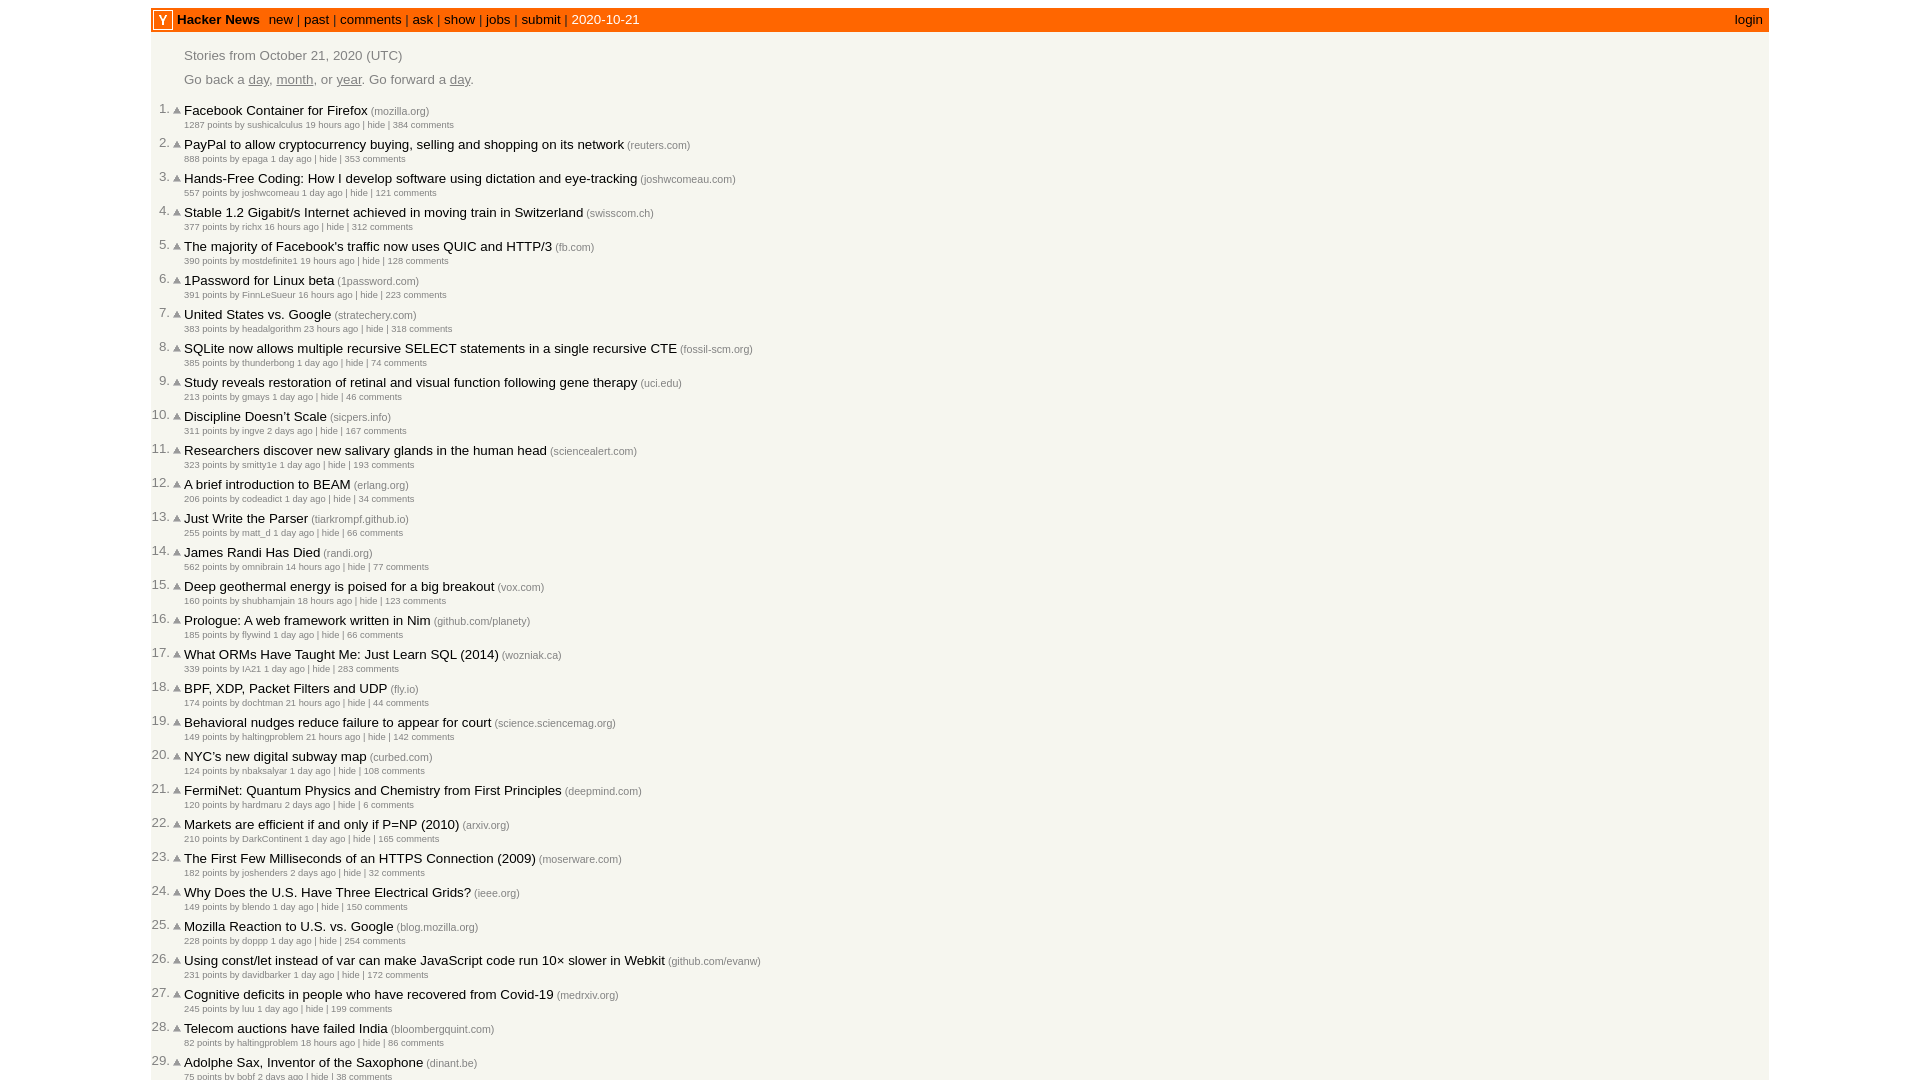 Y Hacker News new | past | comments | ask | show | jobs | submit | 2020-10-21 login
Stories from October 21, 2020 (UTC)
Go back a day, month, or year. Go forward a day.
1. Facebook Container for Firefox (mozilla.org)
1287 points by sushicalculus 19 hours ago | hide | 384 comments
2. PayPal to allow cryptocurrency buying, selling and shopping on its network (reuters.com)
888 points by epaga 1 day ago | hide | 353 comments
3. Hands-Free Coding: How I develop software using dictation and eye-tracking (joshwcomeau.com)
557 points by joshwcomeau 1 day ago | hide | 121 comments
4. Stable 1.2 Gigabit/s Internet achieved in moving train in Switzerland (swisscom.ch)
377 points by richx 16 hours ago | hide | 312 comments
5. The majority of Facebook's traffic now uses QUIC and HTTP/3 (fb.com)
390 points by mostdefinite1 19 hours ago | hide | 128 comments
6. 1Password for Linux beta (1password.com)
391 points by FinnLeSueur 16 hours ago | hide | 223 comments
7. United States vs. Google (stratechery.com)
383 points by headalgorithm 23 hours ago | hide | 318 comments
8. SQLite now allows multiple recursive SELECT statements in a single recursive CTE (fossil-scm.org)
385 points by thunderbong 1 day ago | hide | 74 comments
9. Study reveals restoration of retinal and visual function following gene therapy (uci.edu)
213 points by gmays 1 day ago | hide | 46 comments
10. Discipline Doesn’t Scale (sicpers.info)
311 points by ingve 2 days ago | hide | 167 comments
11. Researchers discover new salivary glands in the human head (sciencealert.com)
323 points by smitty1e 1 day ago | hide | 193 comments
12. A brief introduction to BEAM (erlang.org)
206 points by codeadict 1 day ago | hide | 34 comments
13. Just Write the Parser (tiarkrompf.github.io)
255 points by matt_d 1 day ago | hide | 66 comments
14. James Randi Has Died (randi.org)
562 points by omnibrain 14 hours ago | hide | 77 comments
15. Deep geothermal energy is poised for a big breakout (vox.com)
160 points by shubhamjain 18 hours ago | hide | 123 comments
16. Prologue: A web framework written in Nim (github.com/planety)
185 points by flywind 1 day ago | hide | 66 comments
17. What ORMs Have Taught Me: Just Learn SQL (2014) (wozniak.ca)
339 points by IA21 1 day ago | hide | 283 comments
18. BPF, XDP, Packet Filters and UDP (fly.io)
174 points by dochtman 21 hours ago | hide | 44 comments
19. Behavioral nudges reduce failure to appear for court (science.sciencemag.org)
149 points by haltingproblem 21 hours ago | hide | 142 comments
20. NYC’s new digital subway map (curbed.com)
124 points by nbaksalyar 1 day ago | hide | 108 comments
21. FermiNet: Quantum Physics and Chemistry from First Principles (deepmind.com)
120 points by hardmaru 2 days ago | hide | 6 comments
22. Markets are efficient if and only if P=NP (2010) (arxiv.org)
210 points by DarkContinent 1 day ago | hide | 165 comments
23. The First Few Milliseconds of an HTTPS Connection (2009) (moserware.com)
182 points by joshenders 2 days ago | hide | 32 comments
24. Why Does the U.S. Have Three Electrical Grids? (ieee.org)
149 points by blendo 1 day ago | hide | 150 comments
25. Mozilla Reaction to U.S. vs. Google (blog.mozilla.org)
228 points by doppp 1 day ago | hide | 254 comments
26. Using const/let instead of var can make JavaScript code run 10× slower in Webkit (github.com/evanw)
231 points by davidbarker 1 day ago | hide | 172 comments
27. Cognitive deficits in people who have recovered from Covid-19 (medrxiv.org)
245 points by luu 1 day ago | hide | 199 comments
28. Telecom auctions have failed India (bloombergquint.com)
82 points by haltingproblem 18 hours ago | hide | 86 comments
29. Adolphe Sax, Inventor of the Saxophone (dinant.be)
75 points by bobf 2 days ago | hide | 38 comments